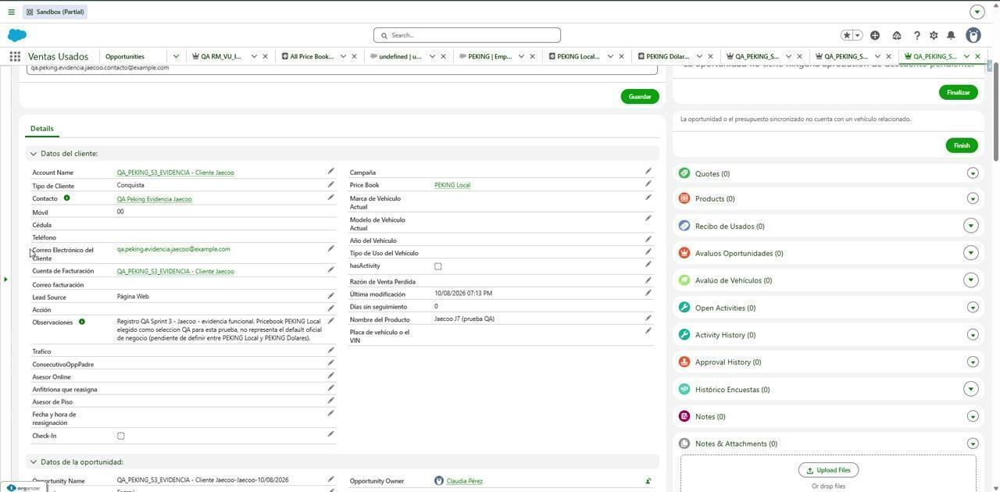 Sandbox (Partial)
Search...
Ventas Usados
Opportunities
QA RM_VU_I...
All Price Book...
undefined | u...
PEKING | Emp...
PEKING Local...
PEKING Dólar...
QA_PEKING_S...
QA_PEKING_S...
QA_PEKING_S...
qa.peking.evidencia.jaecoo.contacto@example.com
Guardar
Details
Datos del cliente:
Account Name QA_PEKING_S3_EVIDENCIA - Cliente Jaecoo
Tipo de Cliente Conquista
Contacto QA Peking Evidencia Jaecoo
Móvil 00
Cédula
Teléfono
Correo Electrónico del
Cliente
qa.peking.evidencia.jaecoo@example.com
Cuenta de Facturación QA_PEKING_S3_EVIDENCIA - Cliente Jaecoo
Correo facturación
Lead Source Página Web
Acción
Observaciones
Registro QA Sprint 3 - Jaecoo - evidencia funcional. Pricebook PEKING Local
elegido como seleccion QA para esta prueba, no representa el default oficial
de negocio (pendiente de definir entre PEKING Local y PEKING Dolares).
Trafico
ConsecutivoOppPadre
Asesor Online
Anfitriona que reasigna
Asesor de Piso
Fecha y hora de
reasignación
Check-In
Campaña
Price Book PEKING Local
Marca de Vehículo
Actual
Modelo de Vehículo
Actual
Año del Vehículo
Tipo de Uso del Vehículo
hasActivity
Razón de Venta Perdida
Última modificación 10/08/2026 07:13 PM
Días sin seguimiento 0
Nombre del Producto Jaecoo J7 (prueba QA)
Placa de vehículo o el
VIN
Datos de la oportunidad:
Opportunity Name QA_PEKING_S3_EVIDENCIA - Cliente Jaecoo-Jaecoo-10/08/2026
Opportunity Owner Claudia Pérez
organizer
La oportunidad no tiene ninguna aprobación de descuento pendiente.
Finalizar
La oportunidad o el presupuesto sincronizado no cuenta con un vehículo relacionado.
Finish
Quotes (0)
Products (0)
Recibo de Usados (0)
Avaluos Oportunidades (0)
Avalúo de Vehículos (0)
Open Activities (0)
Activity History (0)
Approval History (0)
Histórico Encuestas (0)
Notes (0)
Notes & Attachments (0)
Upload Files
Or drop files